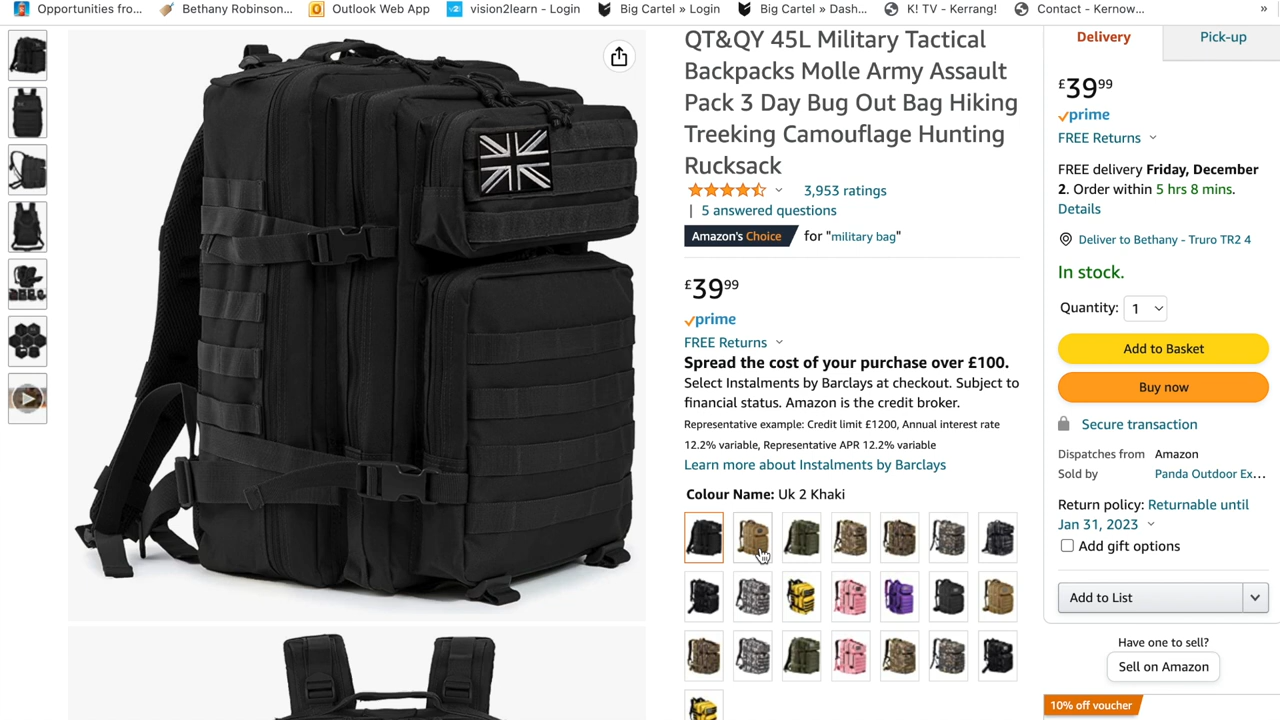 Opportunities fro...
Bethany Robinson...
Outlook Web App
v2l
vision2learn - Login
Big Cartel » Login
Big Cartel » Dash...
K! TV - Kerrang!
Contact - Kernow...
»
QT&QY 45L Military Tactical
Backpacks Molle Army Assault
Pack 3 Day Bug Out Bag Hiking
Treeking Camouflage Hunting
Rucksack
3,953 ratings
| 5 answered questions
Amazon's Choice for "military bag"
£39⁹⁹
prime
FREE Returns
Spread the cost of your purchase over £100.
Select Instalments by Barclays at checkout. Subject to
financial status. Amazon is the credit broker.
Representative example: Credit limit £1200, Annual interest rate
12.2% variable, Representative APR 12.2% variable
Learn more about Instalments by Barclays
Colour Name: Uk 2 Khaki
Delivery
Pick-up
£39⁹⁹
prime
FREE Returns
FREE delivery Friday, December
2. Order within 5 hrs 8 mins.
Details
Deliver to Bethany - Truro TR2 4
In stock.
Quantity: 1
Add to Basket
Buy now
Secure transaction
Dispatches from Amazon
Sold by Panda Outdoor Ex...
Return policy: Returnable until
Jan 31, 2023
Add gift options
Add to List
Have one to sell?
Sell on Amazon
10% off voucher